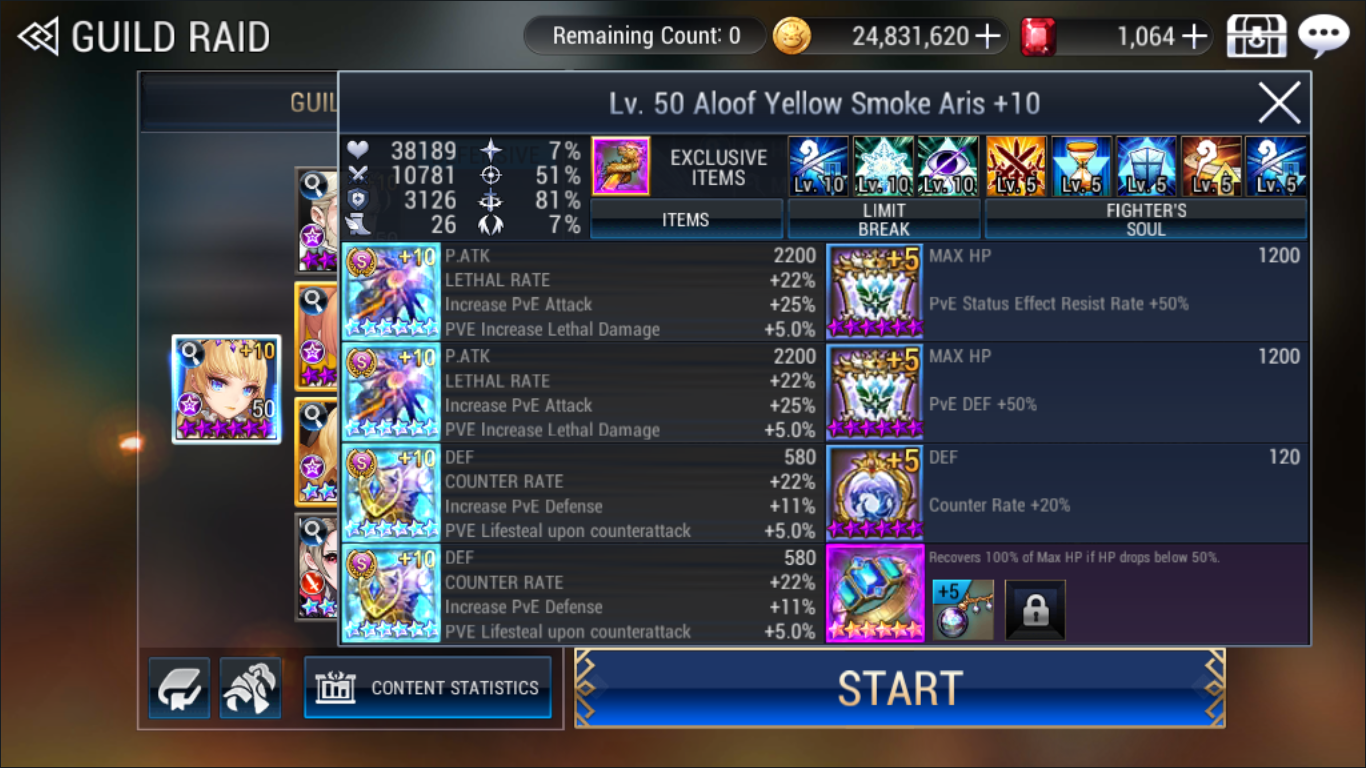 GUILD RAID
Remaining Count: 0
24,831,620
1,064
GUIL
Lv. 50 Aloof Yellow Smoke Aris +10
38189 7%
10781 51%
3126 81%
26 7%
EXCLUSIVE
ITEMS
Lv. 10 Lv. 10 Lv. 10 Lv. 5 Lv. 5 Lv. 5 Lv. 5 Lv. 5
ITEMS
LIMIT
BREAK
FIGHTER'S
SOUL
S +10
P.ATK 2200
LETHAL RATE +22%
Increase PvE Attack +25%
PVE Increase Lethal Damage +5.0%
+5
MAX HP 1200
PvE Status Effect Resist Rate +50%
S +10
P.ATK 2200
LETHAL RATE +22%
Increase PvE Attack +25%
PVE Increase Lethal Damage +5.0%
+5
MAX HP 1200
PvE DEF +50%
+10
50
S +10
DEF 580
COUNTER RATE +22%
Increase PvE Defense +11%
PVE Lifesteal upon counterattack +5.0%
+5
DEF 120
Counter Rate +20%
S +10
DEF 580
COUNTER RATE +22%
Increase PvE Defense +11%
PVE Lifesteal upon counterattack +5.0%
Recovers 100% of Max HP if HP drops below 50%.
+5
CONTENT STATISTICS
START